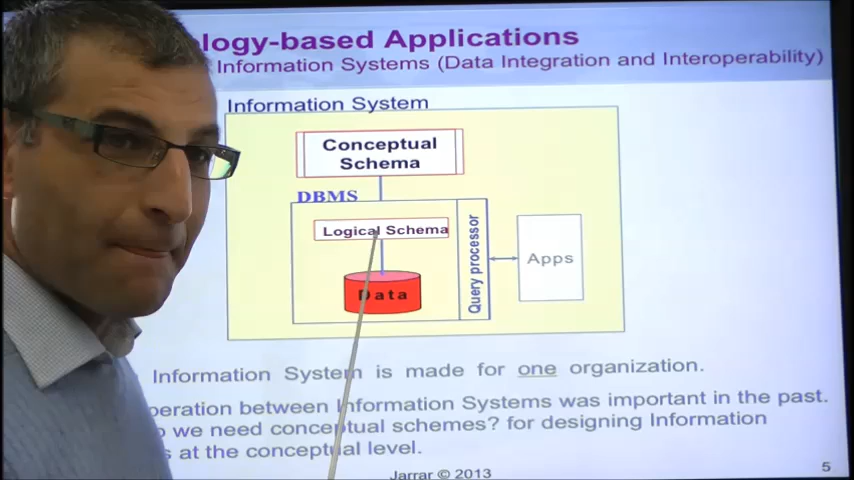 logy-based Applications
Information Systems (Data Integration and Interoperability)
Information System
Conceptual
Schema
DBMS
Logical Schema
Data
Query processor
Apps
Information System is made for one organization.
peration between Information Systems was important in the past.
we need conceptual schemes? for designing Information
at the conceptual level.
Jarrar © 2013
5